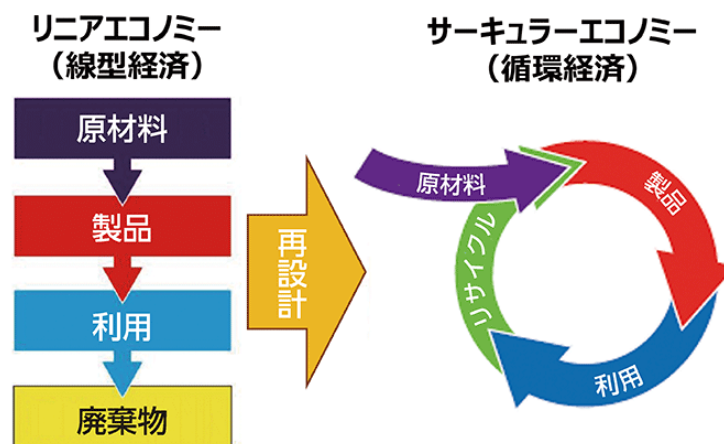 リニアエコノミー
（線型経済）
原材料
製品
利用
廃棄物
再設計
サーキュラーエコノミー
（循環経済）
原材料
製品
利用
リサイクル